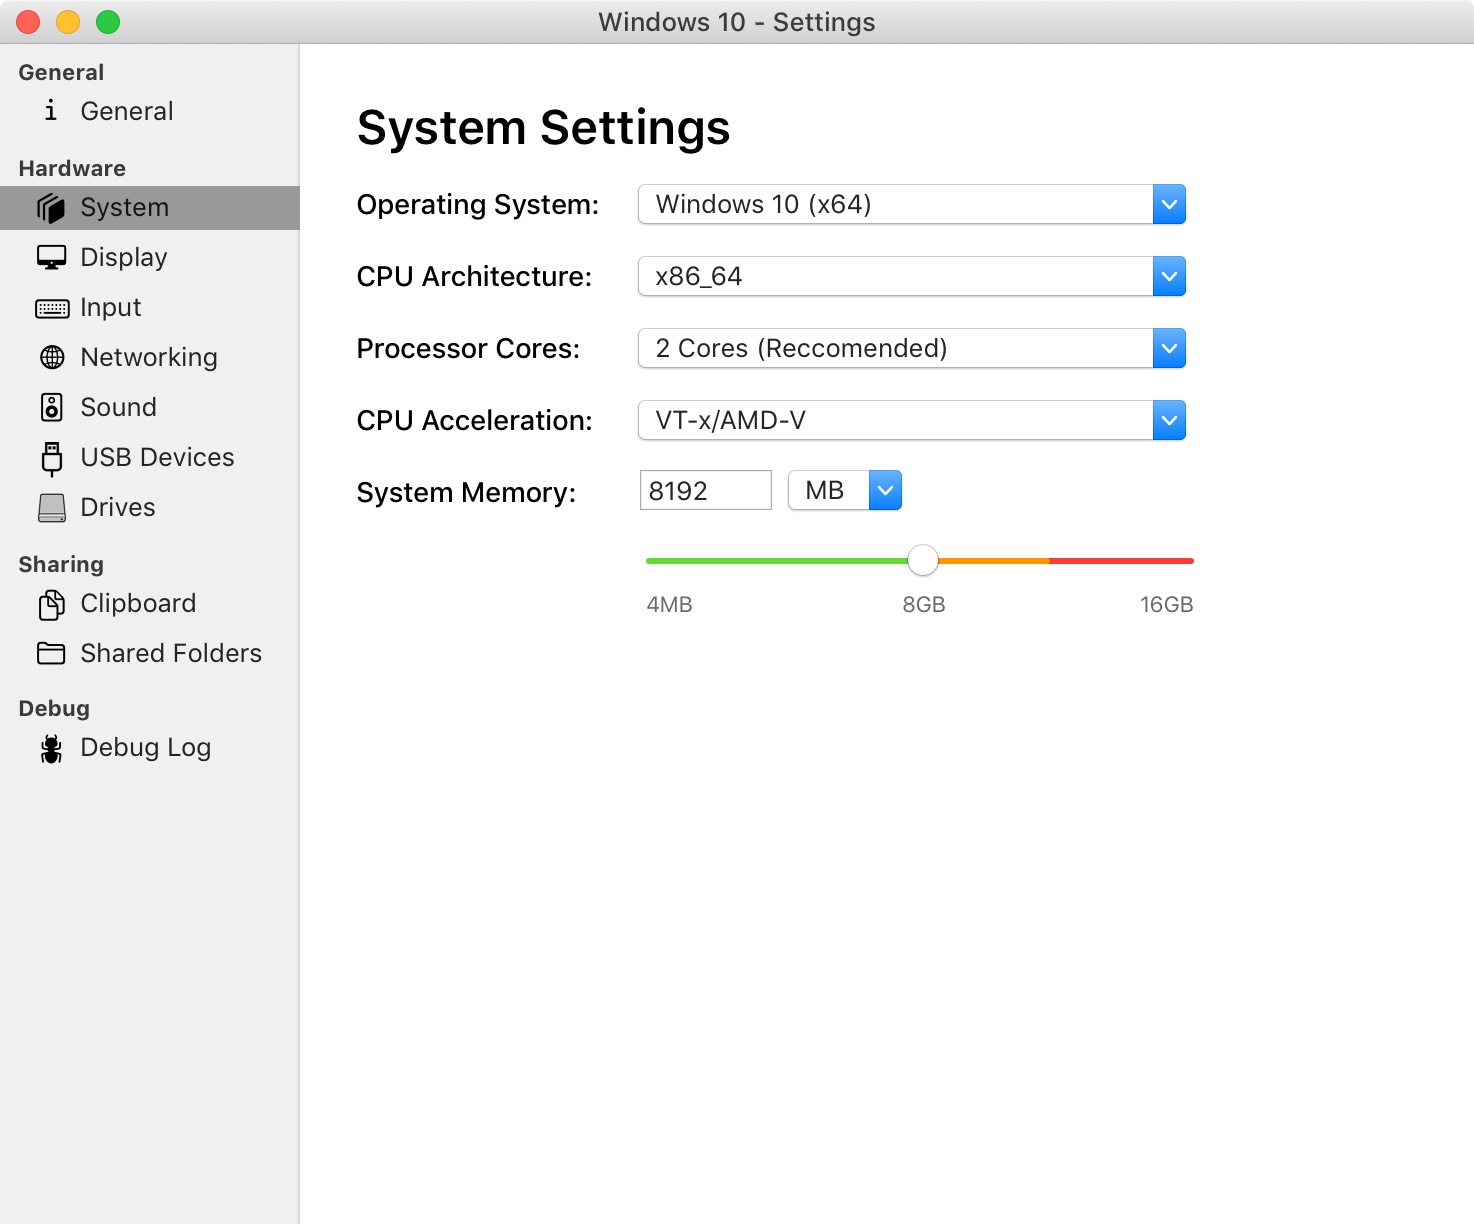 Windows 10 - Settings
General
General
Hardware
System
Display
Input
Networking
Sound
USB Devices
Drives
Sharing
Clipboard
Shared Folders
Debug
Debug Log
System Settings
Operating System: Windows 10 (x64)
CPU Architecture: x86_64
Processor Cores: 2 Cores (Reccomended)
CPU Acceleration: VT-x/AMD-V
System Memory: 8192 MB
4MB 8GB 16GB